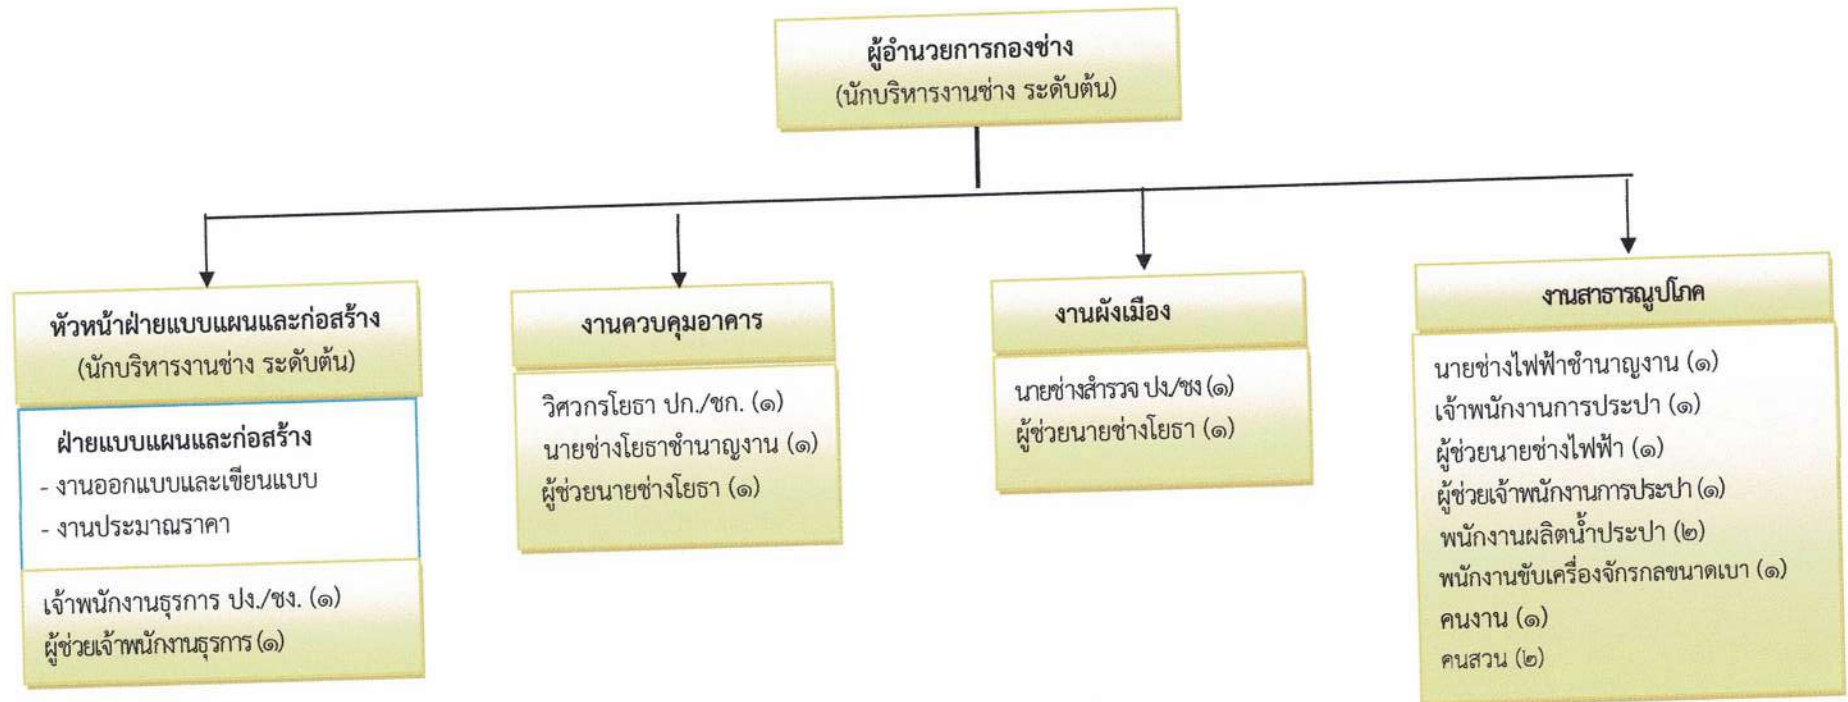 ผู้อำนวยการกองช่าง
(นักบริหารงานช่าง ระดับต้น)
หัวหน้าฝ่ายแบบแผนและก่อสร้าง
(นักบริหารงานช่าง ระดับต้น)
ฝ่ายแบบแผนและก่อสร้าง
- งานออกแบบและเขียนแบบ
- งานประมาณราคา
เจ้าพนักงานธุรการ ปง./ชง. (๑)
ผู้ช่วยเจ้าพนักงานธุรการ (๑)
งานควบคุมอาคาร
วิศวกรโยธา ปก./ชก. (๑)
นายช่างโยธาชำนาญงาน (๑)
ผู้ช่วยนายช่างโยธา (๑)
งานผังเมือง
นายช่างสำรวจ ปง./ชง (๑)
ผู้ช่วยนายช่างโยธา (๑)
งานสาธารณูปโภค
นายช่างไฟฟ้าชำนาญงาน (๑)
เจ้าพนักงานการประปา (๑)
ผู้ช่วยนายช่างไฟฟ้า (๑)
ผู้ช่วยเจ้าพนักงานการประปา (๑)
พนักงานผลิตน้ำประปา (๒)
พนักงานขับเครื่องจักรกลขนาดเบา (๑)
คนงาน (๑)
คนสวน (๒)